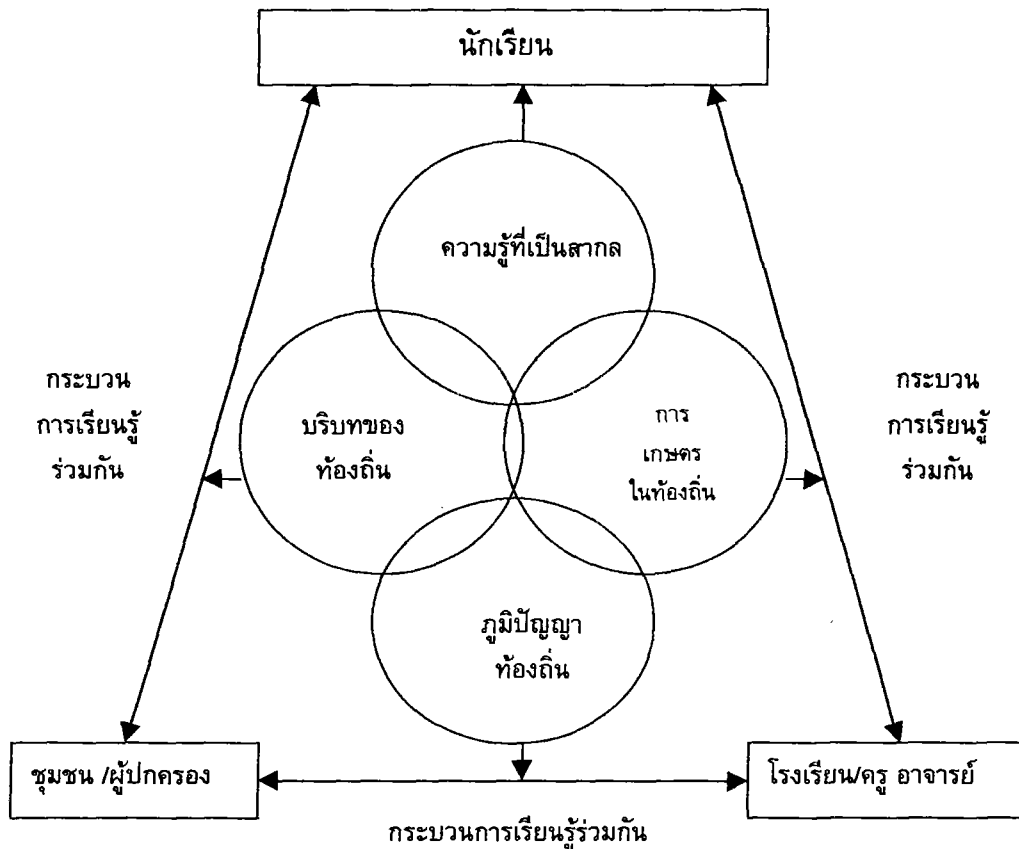 นักเรียน
ความรู้ที่เป็นสากล
กระบวน
การเรียนรู้
ร่วมกัน
บริบทของ
ท้องถิ่น
การ
เกษตร
ในท้องถิ่น
กระบวน
การเรียนรู้
ร่วมกัน
ภูมิปัญญา
ท้องถิ่น
ชุมชน /ผู้ปกครอง
โรงเรียน/ครู อาจารย์
กระบวนการเรียนรู้ร่วมกัน